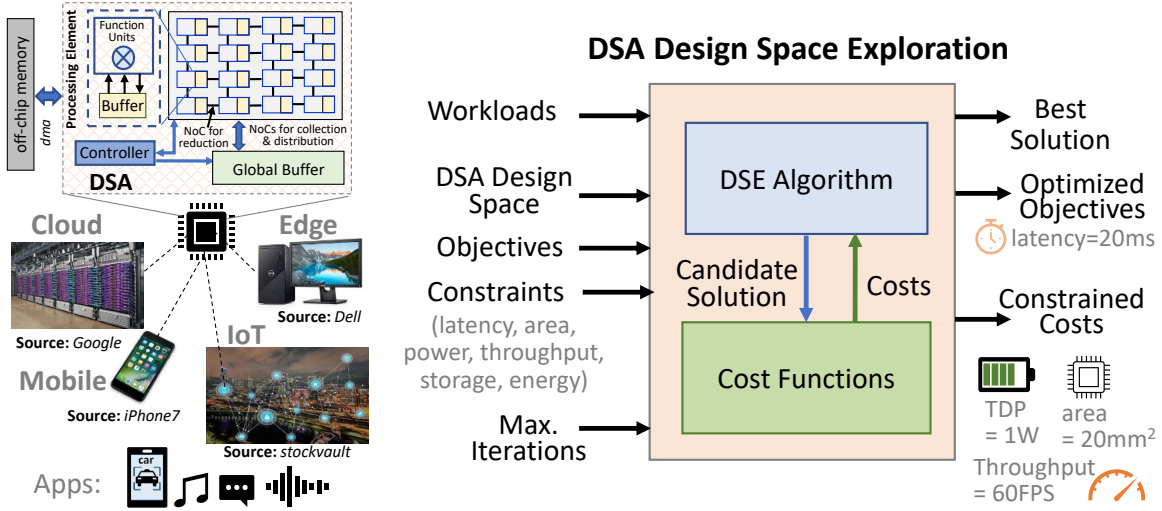 off-chip memory
dma
Processing Element
Function
Units
Buffer
NoC for
reduction
NoCs for collection
& distribution
Controller
Global Buffer
DSA
Cloud
Edge
Source: Google
Source: Dell
Mobile
IoT
Source: iPhone7
Source: stockvault
Apps:
car
DSA Design Space Exploration
Workloads
DSA Design
Space
Objectives
Constraints
(latency, area,
power, throughput,
storage, energy)
Max.
Iterations
DSE Algorithm
Candidate
Solution
Costs
Cost Functions
Best
Solution
Optimized
Objectives
latency=20ms
Constrained
Costs
TDP
= 1W
area
= 20mm²
Throughput
= 60FPS